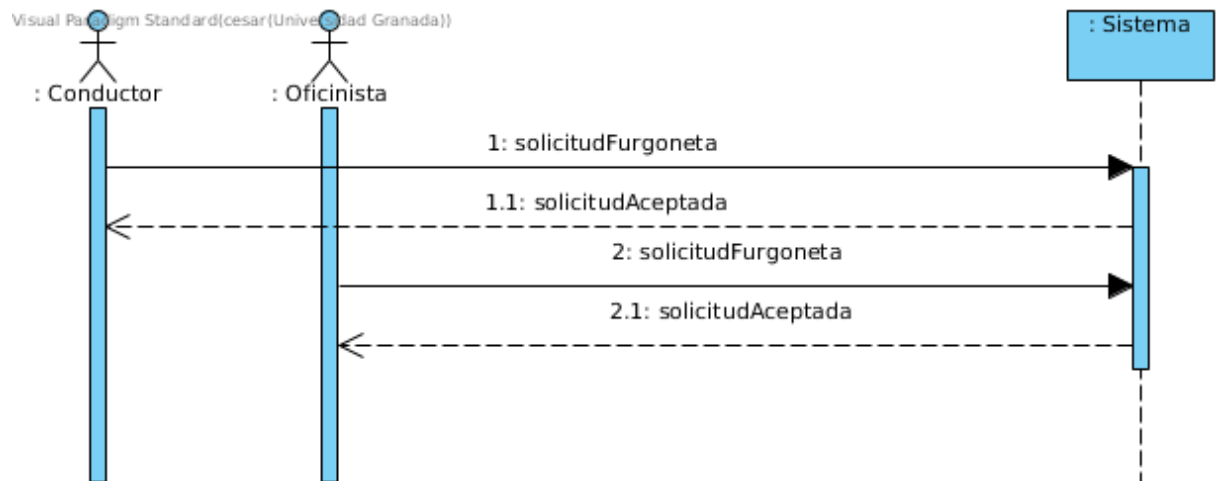 Visual Paradigm Standard(cesar(Universidad Granada))
: Sistema
: Conductor
: Oficinista
1: solicitudFurgoneta
1.1: solicitudAceptada
2: solicitudFurgoneta
2.1: solicitudAceptada